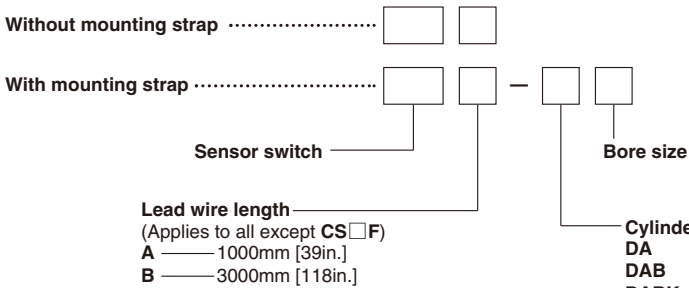 Without mounting strap
With mounting strap –
Sensor switch
Bore size
Lead wire length
(Applies to all except CS□F)
A 1000mm [39in.]
B 3000mm [118in.]
DA
DAB